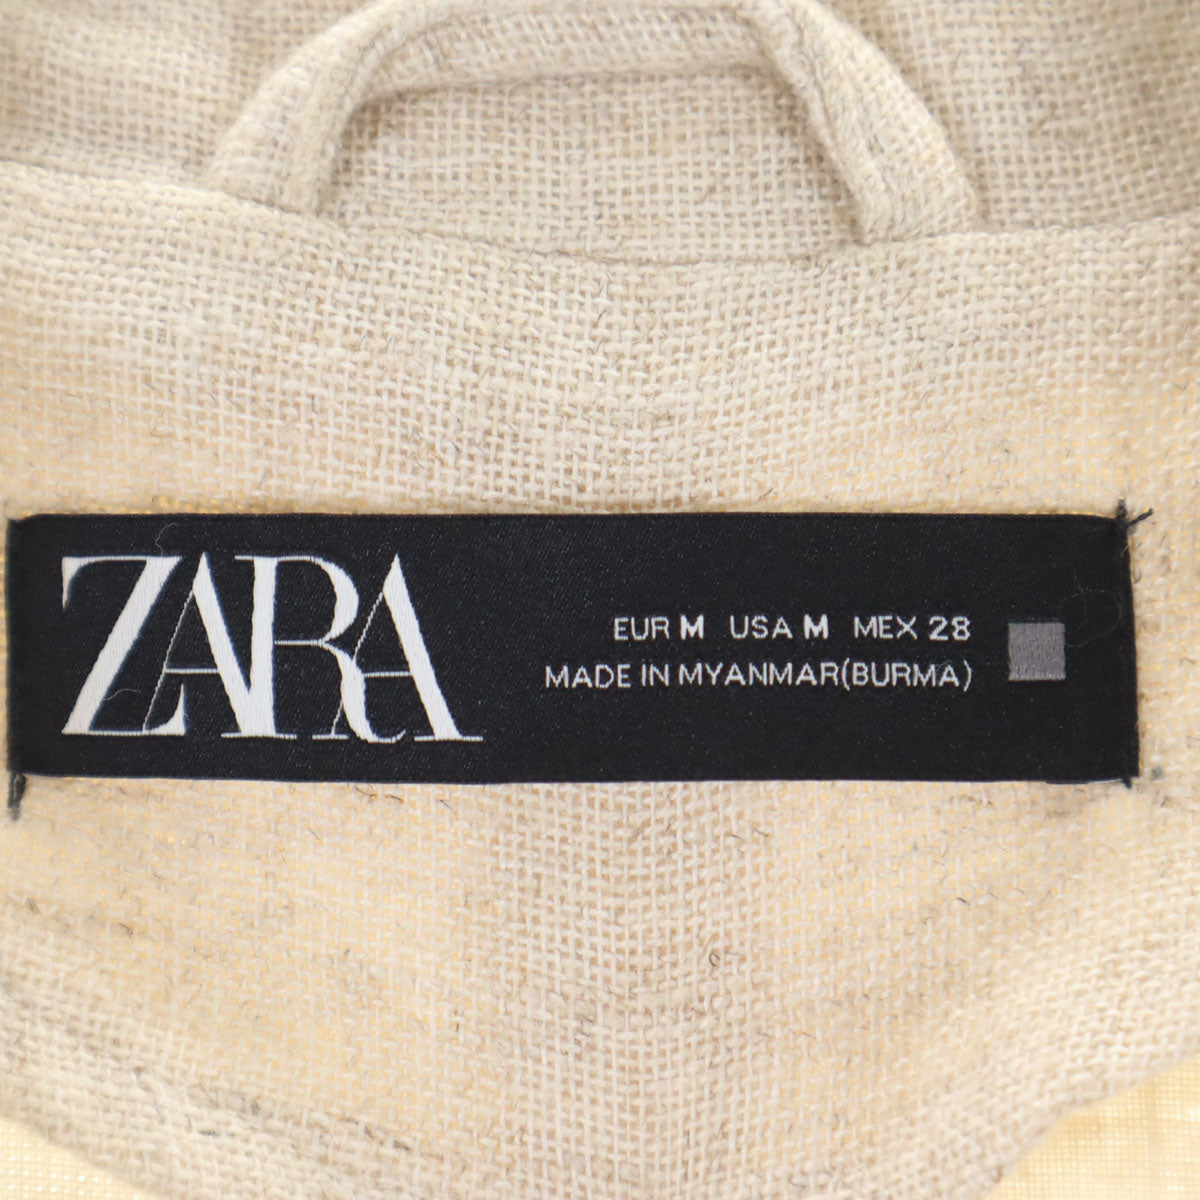 ZARA
EUR M USA M MEX 28
MADE IN MYANMAR(BURMA)